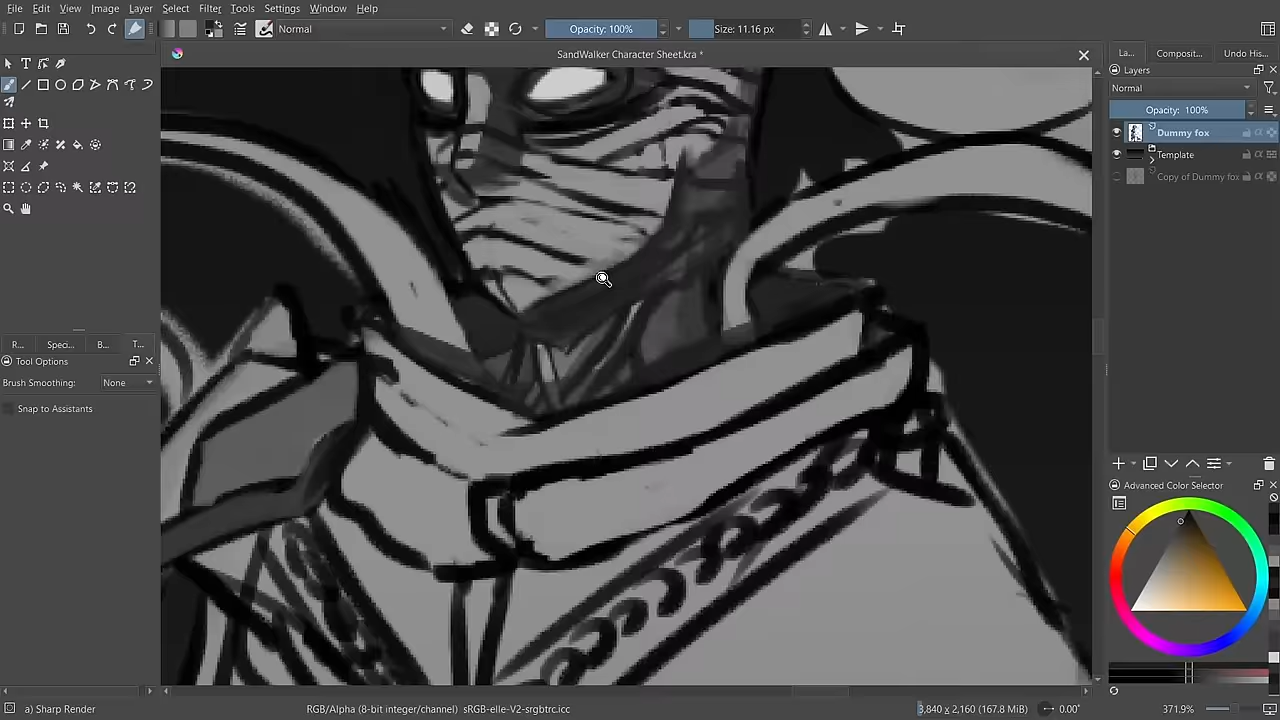 File Edit View Image Layer Select Filter Tools Settings Window Help
Normal
Opacity: 100%
Size: 11.16 px
SandWalker Character Sheet.kra *
La... Composit... Undo His...
Layers
Normal
Opacity: 100%
Dummy fox
Template
Copy of Dummy fox
R... Speci... B... T...
Tool Options
Brush Smoothing: None
Snap to Assistants
Advanced Color Selector
a) Sharp Render
RGB/Alpha (8-bit integer/channel) sRGB-elle-V2-srgbtrc.icc
3,840 x 2,160 (167.8 MiB)
0.00°
371.9%